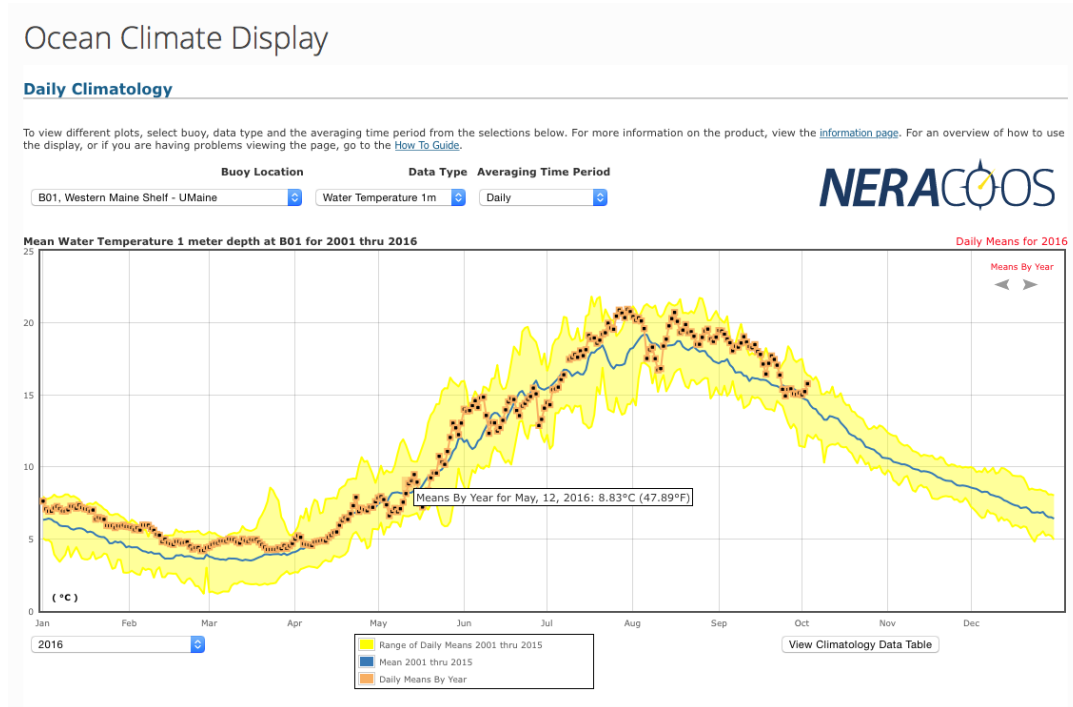 Ocean Climate Display
Daily Climatology
To view different plots, select buoy, data type and the averaging time period from the selections below. For more information on the product, view the information page. For an overview of how to use
the display, or if you are having problems viewing the page, go to the How To Guide.
Buoy Location Data Type Averaging Time Period
B01, Western Maine Shelf - UMaine Water Temperature 1m Daily
NERACOOS
Mean Water Temperature 1 meter depth at B01 for 2001 thru 2016 Daily Means for 2016
25
Means By Year
20
15
10
Means By Year for May, 12, 2016: 8.83°C (47.89°F)
5
( °C )
0
Jan Feb Mar Apr May Jun Jul Aug Sep Oct Nov Dec
2016
Range of Daily Means 2001 thru 2015
Mean 2001 thru 2015
Daily Means By Year
View Climatology Data Table